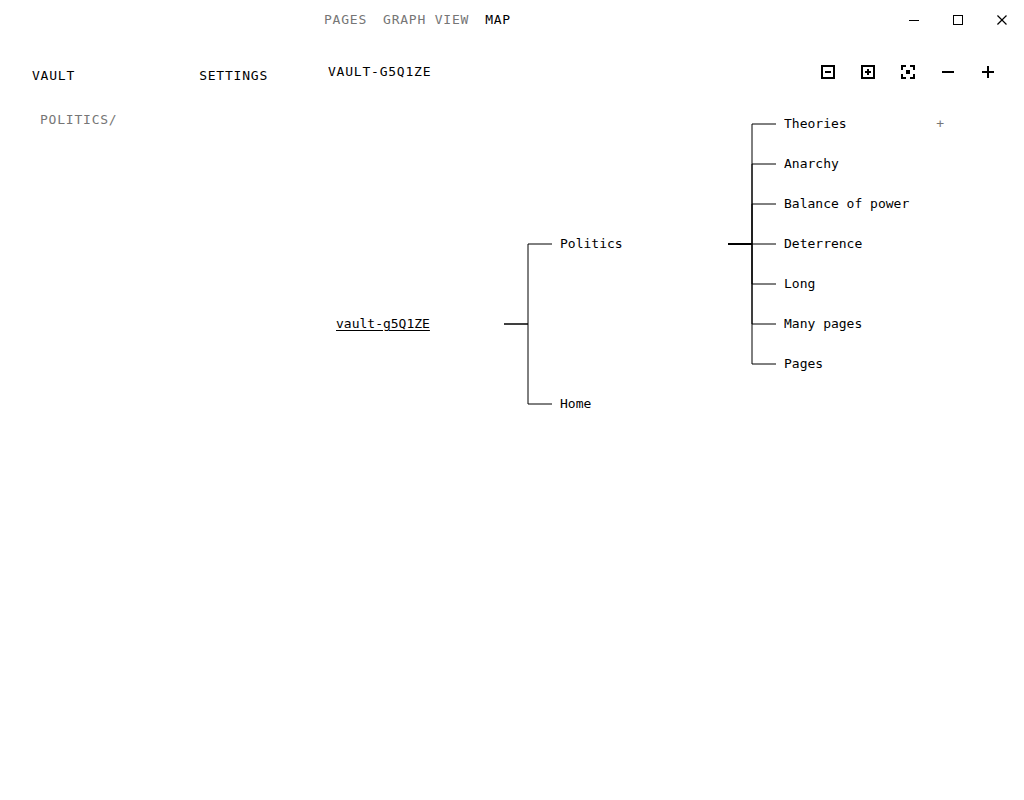 PAGES GRAPH VIEW MAP
VAULT SETTINGS VAULT-G5Q1ZE
POLITICS/
Theories +
Anarchy
Balance of power
Politics
Deterrence
Long
vault-g5Q1ZE
Many pages
Pages
Home